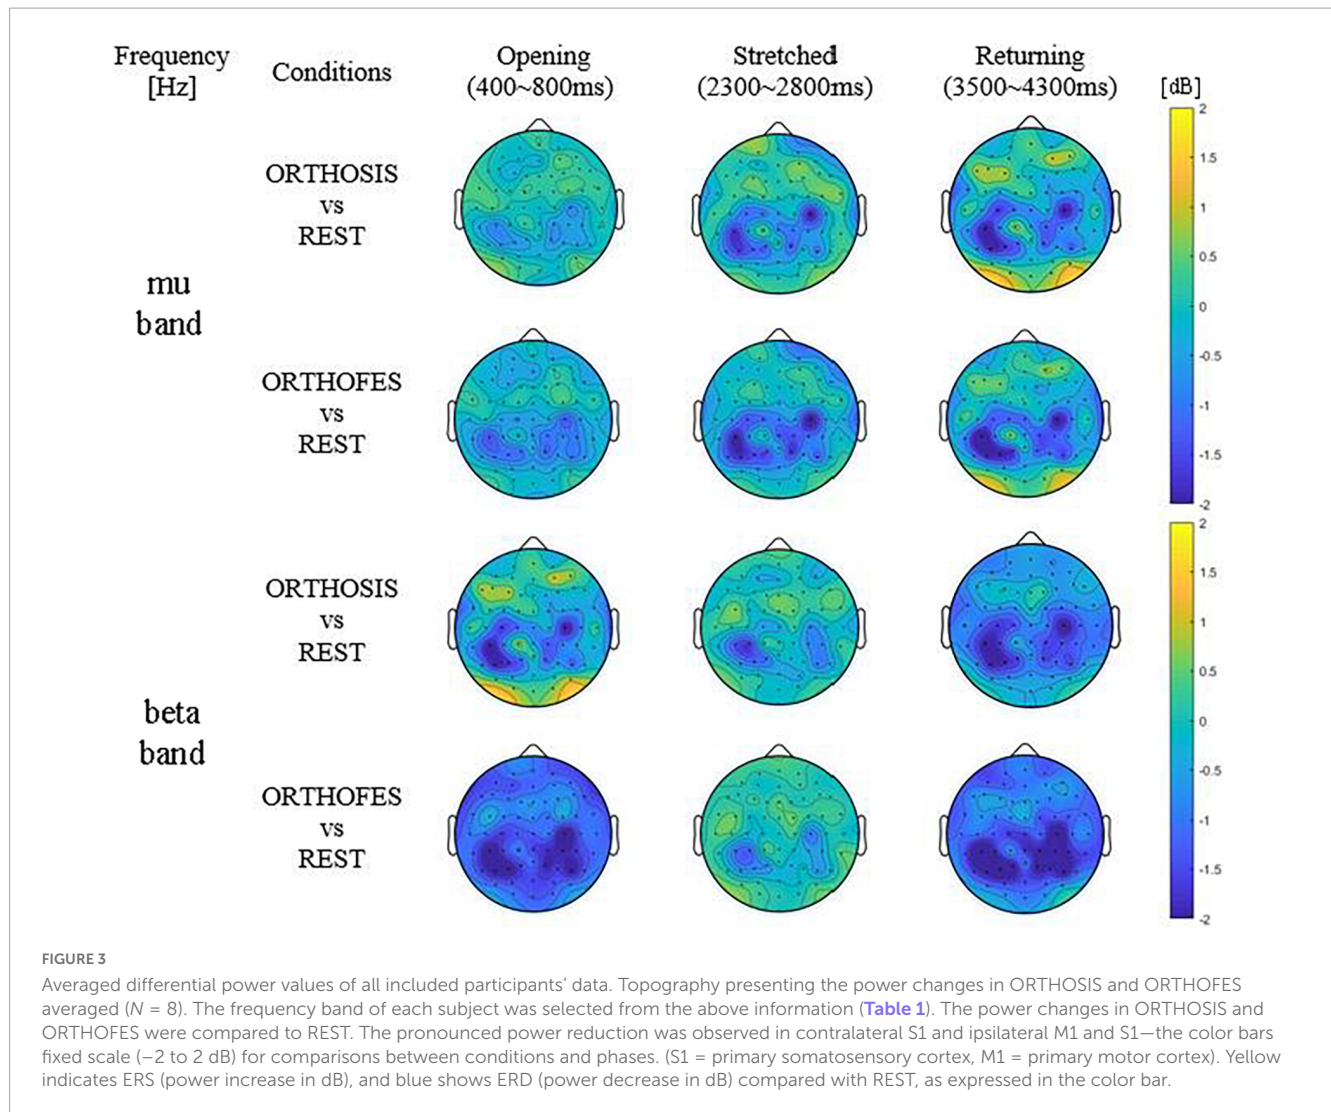 Frequency
[Hz]
Conditions
Opening
(400~800ms)
Stretched
(2300~2800ms)
Returning
(3500~4300ms)
[dB]
ORTHOSIS
vs
REST
mu
band
ORTHOFES
vs
REST
2
1.5
1
0.5
0
-0.5
-1
-1.5
-2
ORTHOSIS
vs
REST
beta
band
ORTHOFES
vs
REST
2
1.5
1
0.5
0
-0.5
-1
-1.5
-2
FIGURE 3
Averaged differential power values of all included participants’ data. Topography presenting the power changes in ORTHOSIS and ORTHOFES
averaged (N = 8). The frequency band of each subject was selected from the above information (Table 1). The power changes in ORTHOSIS and
ORTHOFES were compared to REST. The pronounced power reduction was observed in contralateral S1 and ipsilateral M1 and S1—the color bars
fixed scale (−2 to 2 dB) for comparisons between conditions and phases. (S1 = primary somatosensory cortex, M1 = primary motor cortex). Yellow
indicates ERS (power increase in dB), and blue shows ERD (power decrease in dB) compared with REST, as expressed in the color bar.